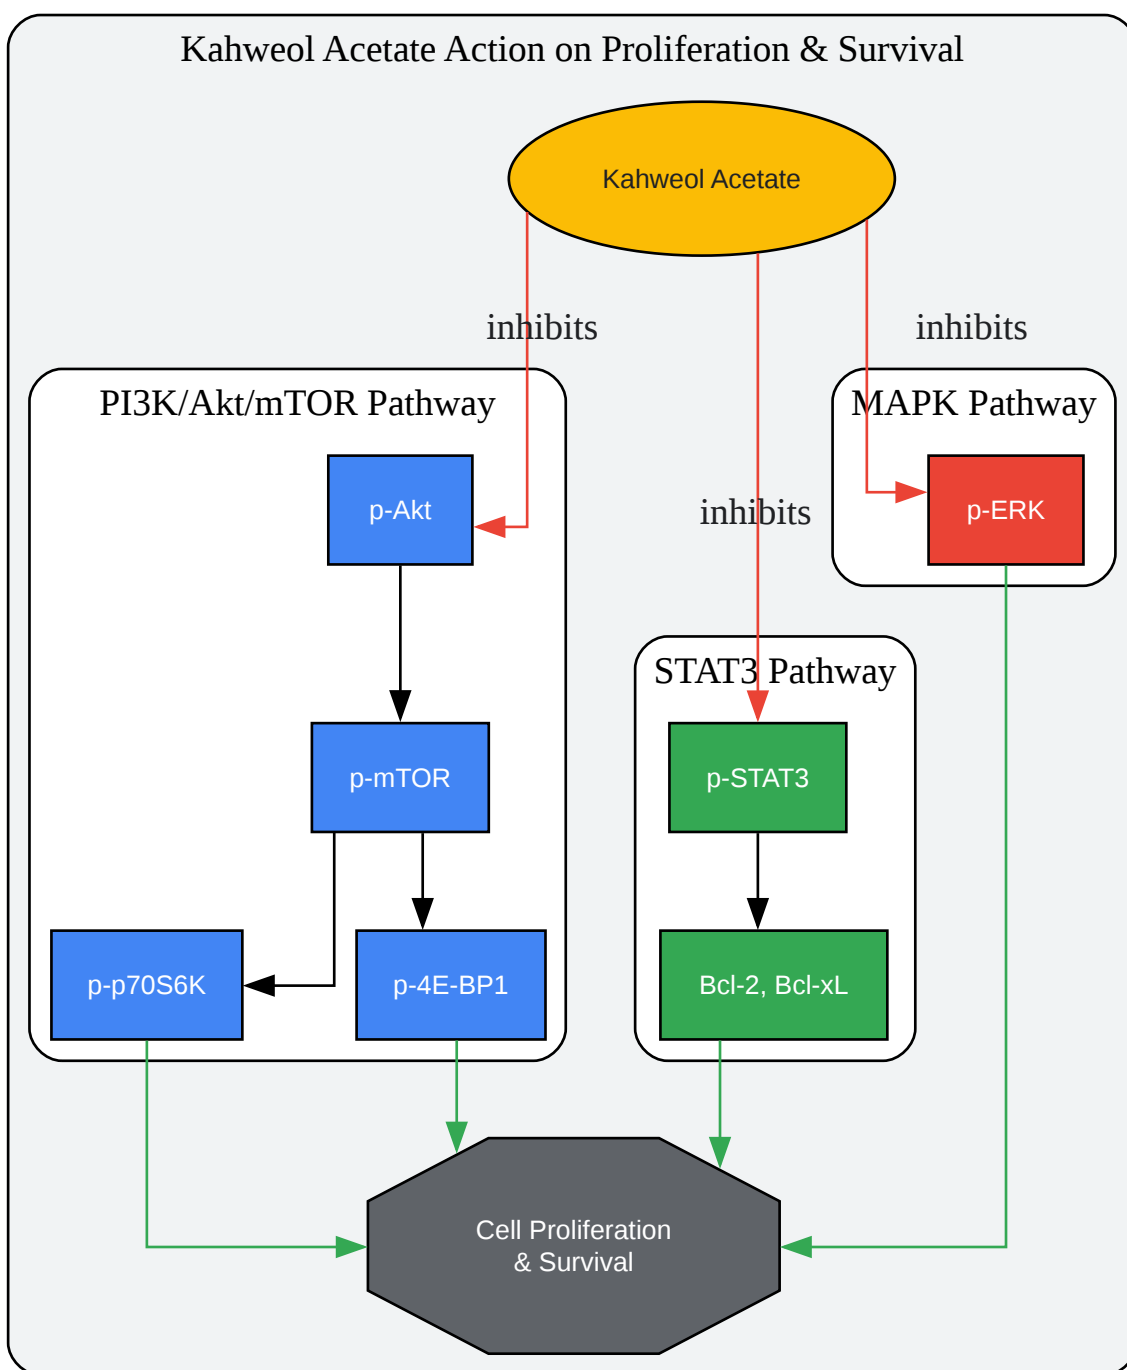 Kahweol Acetate Action on Proliferation & Survival
Kahweol Acetate
inhibits
inhibits
PI3K/Akt/mTOR Pathway
MAPK Pathway
p-Akt
inhibits
p-ERK
STAT3 Pathway
p-mTOR
p-STAT3
p-p70S6K
p-4E-BP1
Bcl-2, Bcl-xL
Cell Proliferation
& Survival